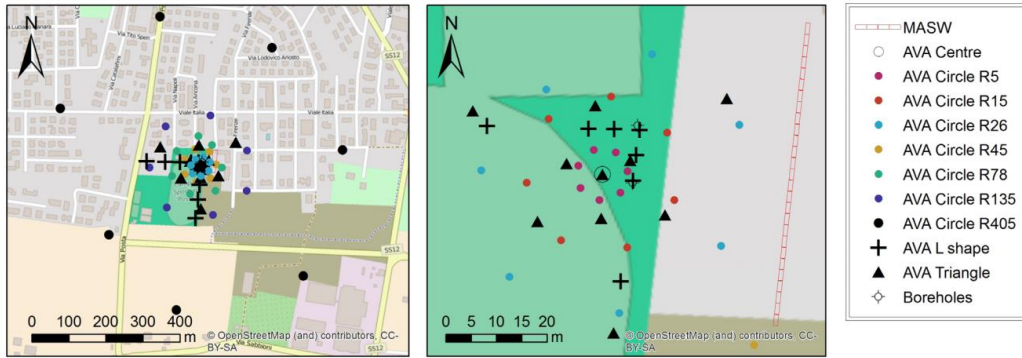 N
Via Tito Speri
Via Catalafimi
Via Napoli
Via Ancona
Via Firenze
Via Lodovico Ariosto
SS12
Viale Italia
Viale Italia
SS12
SS12
Via Posta
0 100 200 300 400
m
© OpenStreetMap (and) contributors, CC-
BY-SA
Via Sabbioni
N
0 5 10 15 20
m
© OpenStreetMap (and) contributors, CC-
BY-SA
MASW
AVA Centre
AVA Circle R5
AVA Circle R15
AVA Circle R26
AVA Circle R45
AVA Circle R78
AVA Circle R135
AVA Circle R405
AVA L shape
AVA Triangle
Boreholes